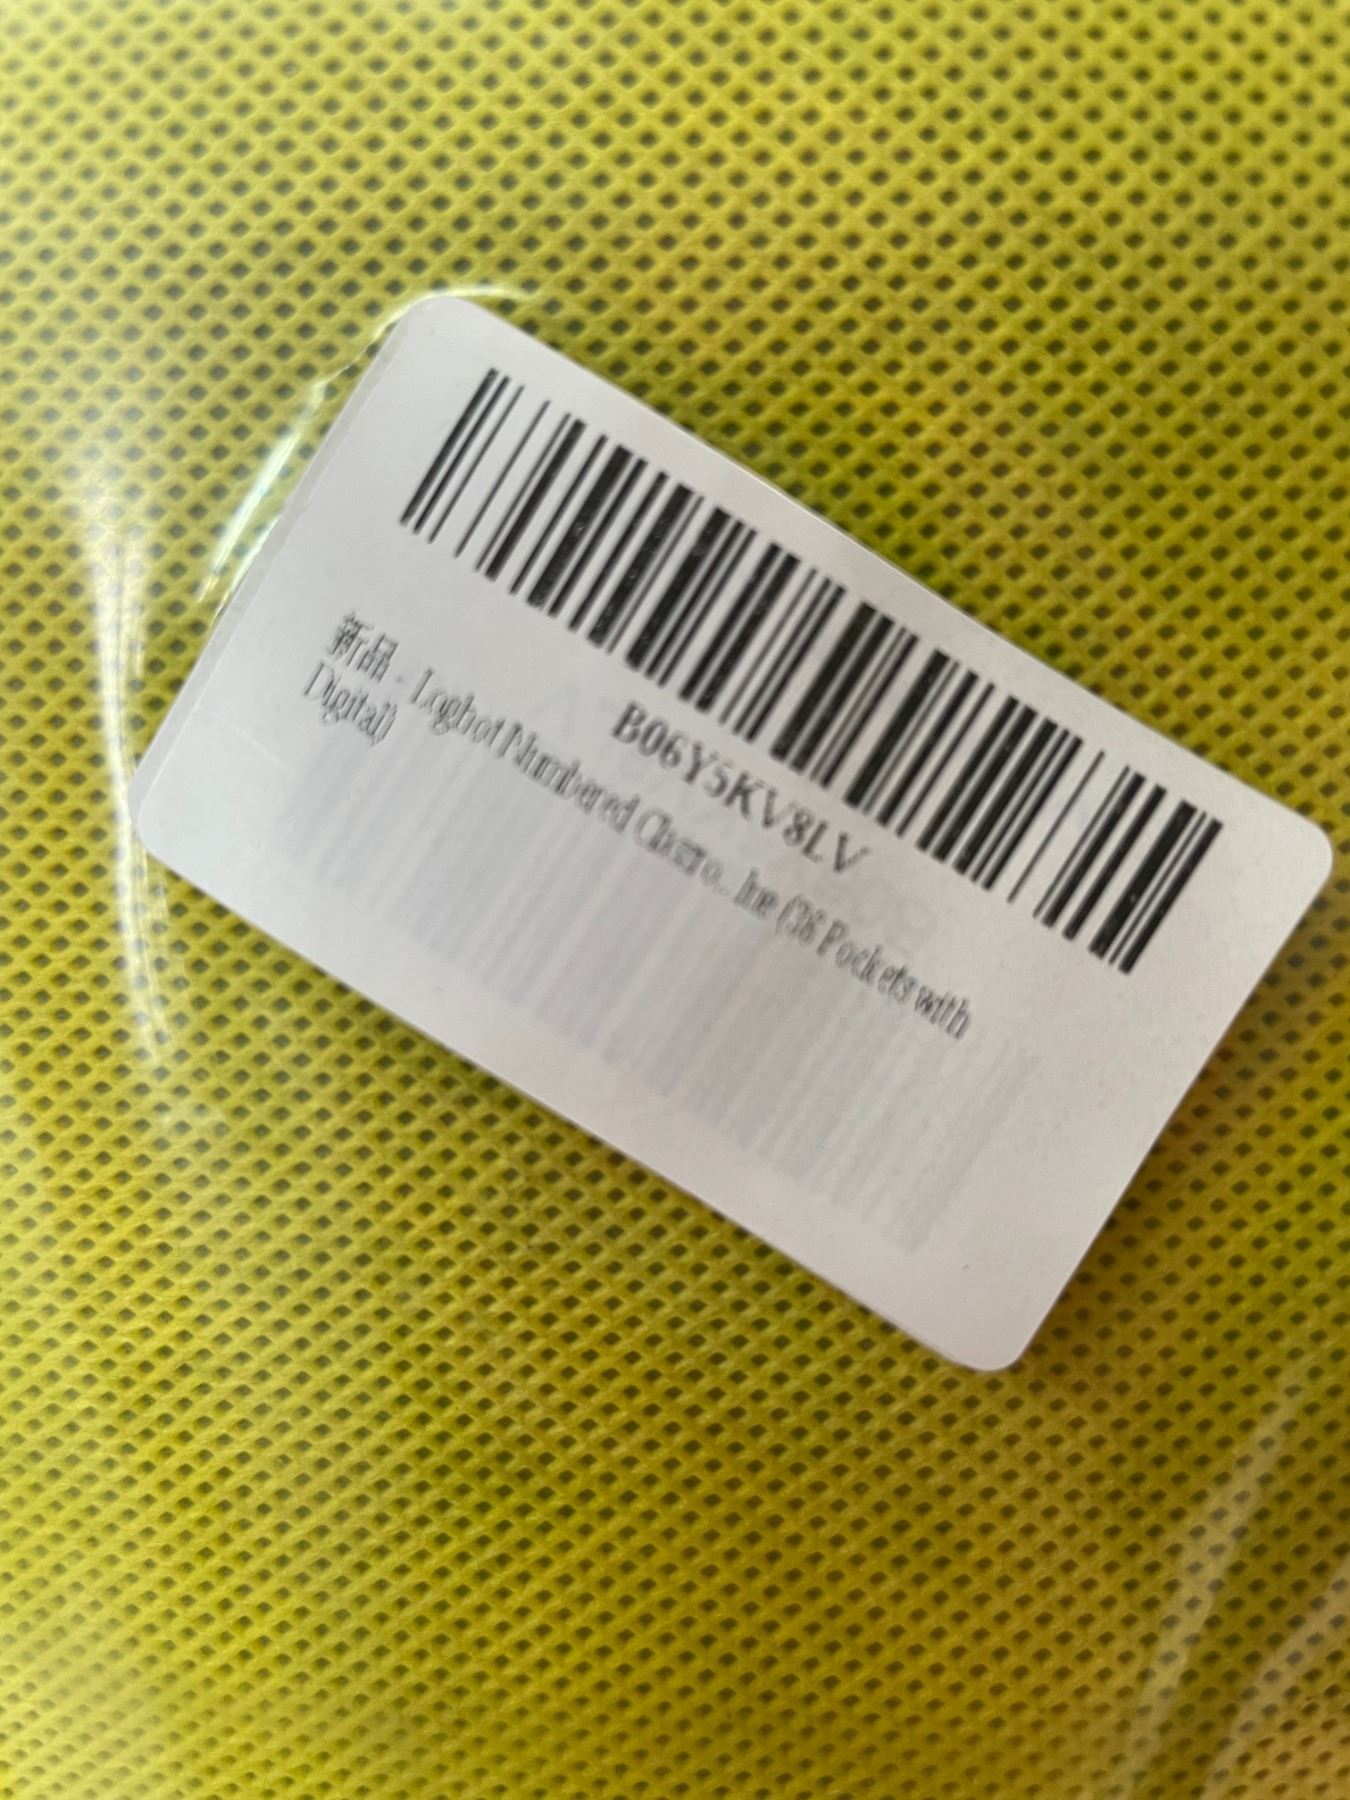 B06Y5KV8LV
新品 - Loghot Numbered Classro...ine (36 Pockets with
Digital)